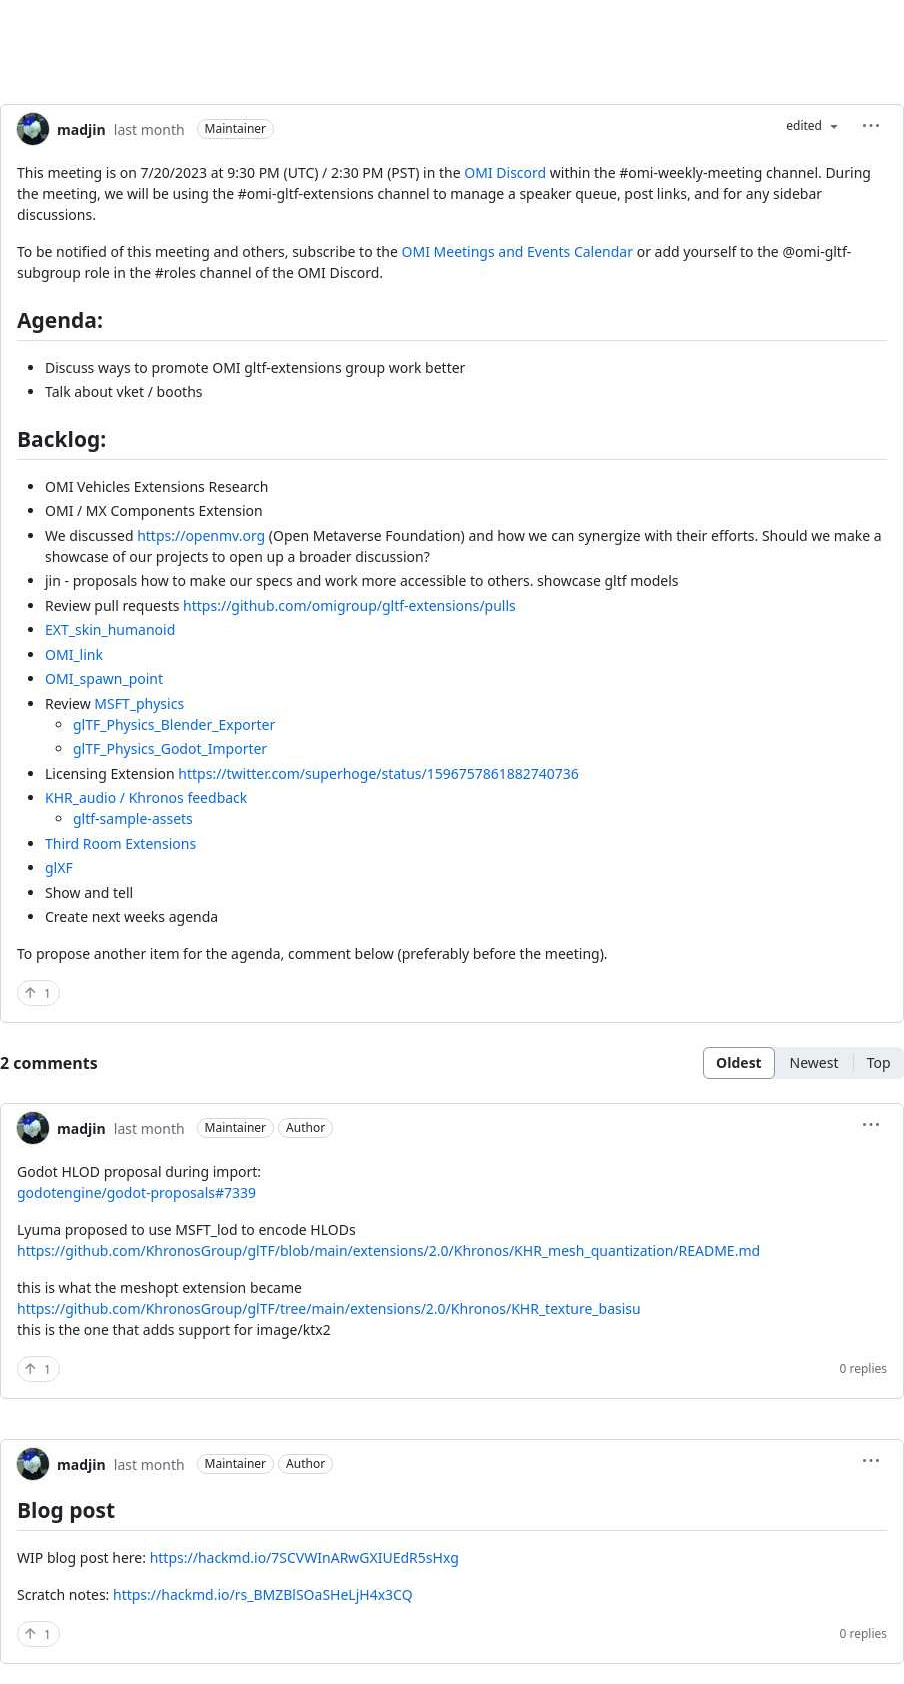 madjin last month Maintainer edited
This meeting is on 7/20/2023 at 9:30 PM (UTC) / 2:30 PM (PST) in the OMI Discord within the #omi-weekly-meeting channel. During
the meeting, we will be using the #omi-gltf-extensions channel to manage a speaker queue, post links, and for any sidebar
discussions.
To be notified of this meeting and others, subscribe to the OMI Meetings and Events Calendar or add yourself to the @omi-gltf-
subgroup role in the #roles channel of the OMI Discord.
Agenda:
• Discuss ways to promote OMI gltf-extensions group work better
• Talk about vket / booths
Backlog:
• OMI Vehicles Extensions Research
• OMI / MX Components Extension
• We discussed https://openmv.org (Open Metaverse Foundation) and how we can synergize with their efforts. Should we make a
showcase of our projects to open up a broader discussion?
• jin - proposals how to make our specs and work more accessible to others. showcase gltf models
• Review pull requests https://github.com/omigroup/gltf-extensions/pulls
• EXT_skin_humanoid
• OMI_link
• OMI_spawn_point
• Review MSFT_physics
◦ glTF_Physics_Blender_Exporter
◦ glTF_Physics_Godot_Importer
• Licensing Extension https://twitter.com/superhoge/status/1596757861882740736
• KHR_audio / Khronos feedback
◦ gltf-sample-assets
• Third Room Extensions
• glXF
• Show and tell
• Create next weeks agenda
To propose another item for the agenda, comment below (preferably before the meeting).
↑ 1
2 comments Oldest Newest Top
madjin last month Maintainer Author
Godot HLOD proposal during import:
godotengine/godot-proposals#7339
Lyuma proposed to use MSFT_lod to encode HLODs
https://github.com/KhronosGroup/glTF/blob/main/extensions/2.0/Khronos/KHR_mesh_quantization/README.md
this is what the meshopt extension became
https://github.com/KhronosGroup/glTF/tree/main/extensions/2.0/Khronos/KHR_texture_basisu
this is the one that adds support for image/ktx2
↑ 1 0 replies
madjin last month Maintainer Author
Blog post
WIP blog post here: https://hackmd.io/7SCVWInARwGXIUEdR5sHxg
Scratch notes: https://hackmd.io/rs_BMZBlSOaSHeLjH4x3CQ
↑ 1 0 replies